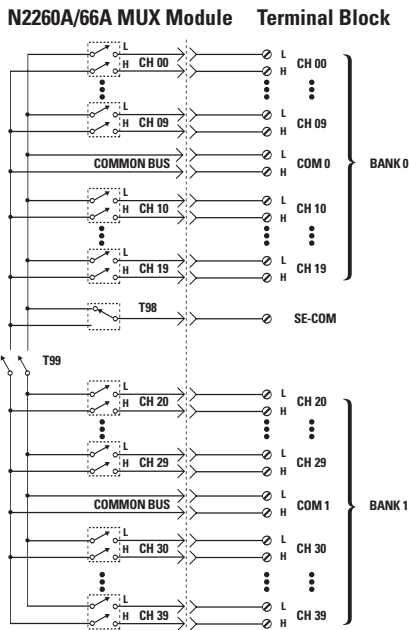 N2260A/66A MUX Module Terminal Block
L L
H CH 00 H CH 00
L L
H CH 09 H CH 09
COMMON BUS L COM 0 H BANK 0
L L
H CH 10 H CH 10
L L
H CH 19 H CH 19
T98 SE-COM
T99
L L
H CH 20 H CH 20
L L
H CH 29 H CH 29
COMMON BUS L COM 1 H BANK 1
L L
H CH 30 H CH 30
L L
H CH 39 H CH 39